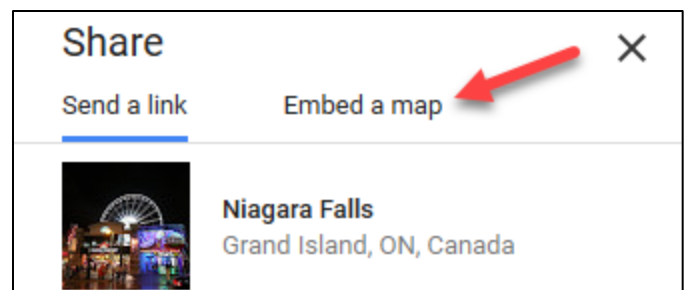 Share
Send a link Embed a map
Niagara Falls
Grand Island, ON, Canada